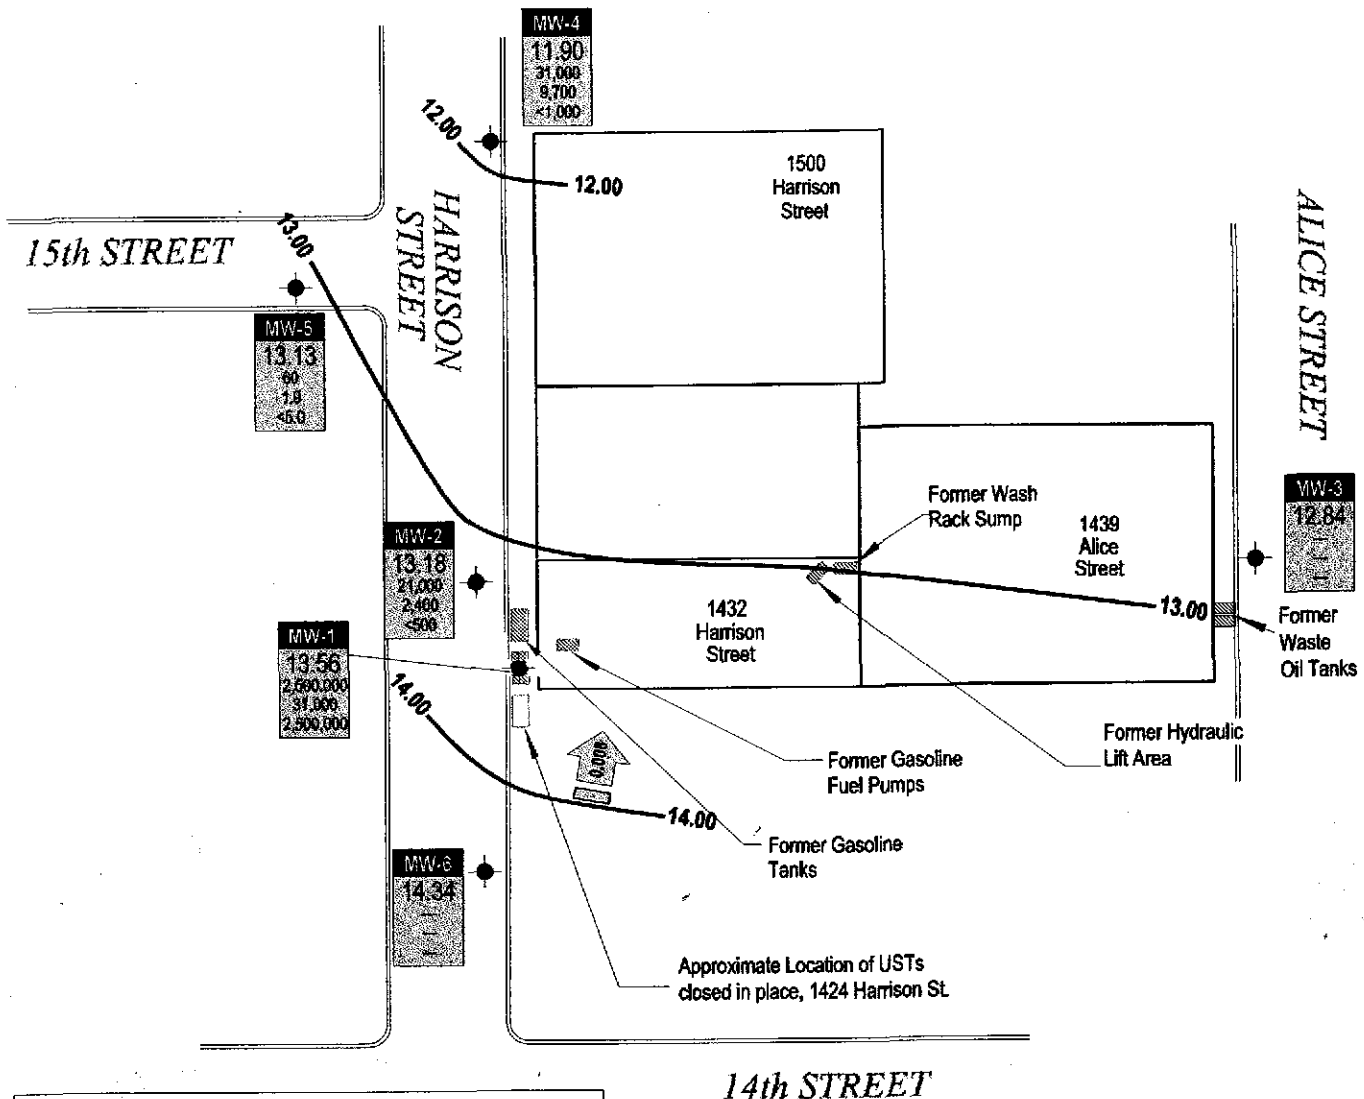 MW-4
11.90
31,000
9,700
<1,000
12.00
12.00
1500
Harrison
Street
HARRISON
STREET
ALICE STREET
15th STREET
13.00
MW-5
13.13
60
1.9
<5.0
Former Wash
Rack Sump
1439
Alice
Street
MW-3
12.84
MW-2
13.18
21,000
2,400
<500
1432
Harrison
Street
13.00
Former
Waste
Oil Tanks
MW-1
13.56
31,000
2,500,000
14.00
0.008
Former Gasoline
Fuel Pumps
Former Hydraulic
Lift Area
14.00
Former Gasoline
Tanks
MW-6
14.34
Approximate Location of USTs
closed in place, 1424 Harrison St.
14th STREET